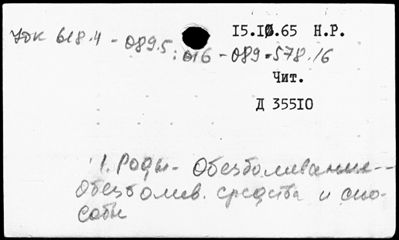 УДК 618.4 - 089.5 : 616 - 089.578.16
15.10.65 Н.Р.
Чит.
Д 35510
1. Роды - Обезболивание --
Обезболив. средства и спо-
собы